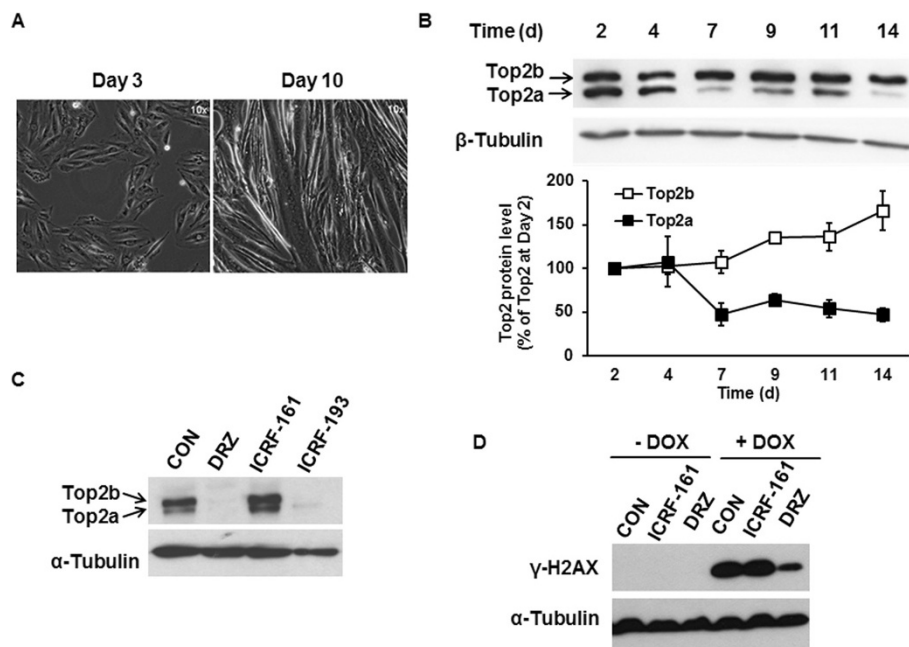 A
Day 3
Day 10
10x
10x
B
Time (d) 2 4 7 9 11 14
Top2b
Top2a
β-Tubulin
200
150
100
50
0
Top2 protein level
(% of Top2 at Day 2)
Top2b
Top2a
2 4 7 9 11 14
Time (d)
C
CON DRZ ICRF-161 ICRF-193
Top2b
Top2a
α-Tubulin
D
- DOX + DOX
CON ICRF-161 DRZ CON ICRF-161 DRZ
γ-H2AX
α-Tubulin